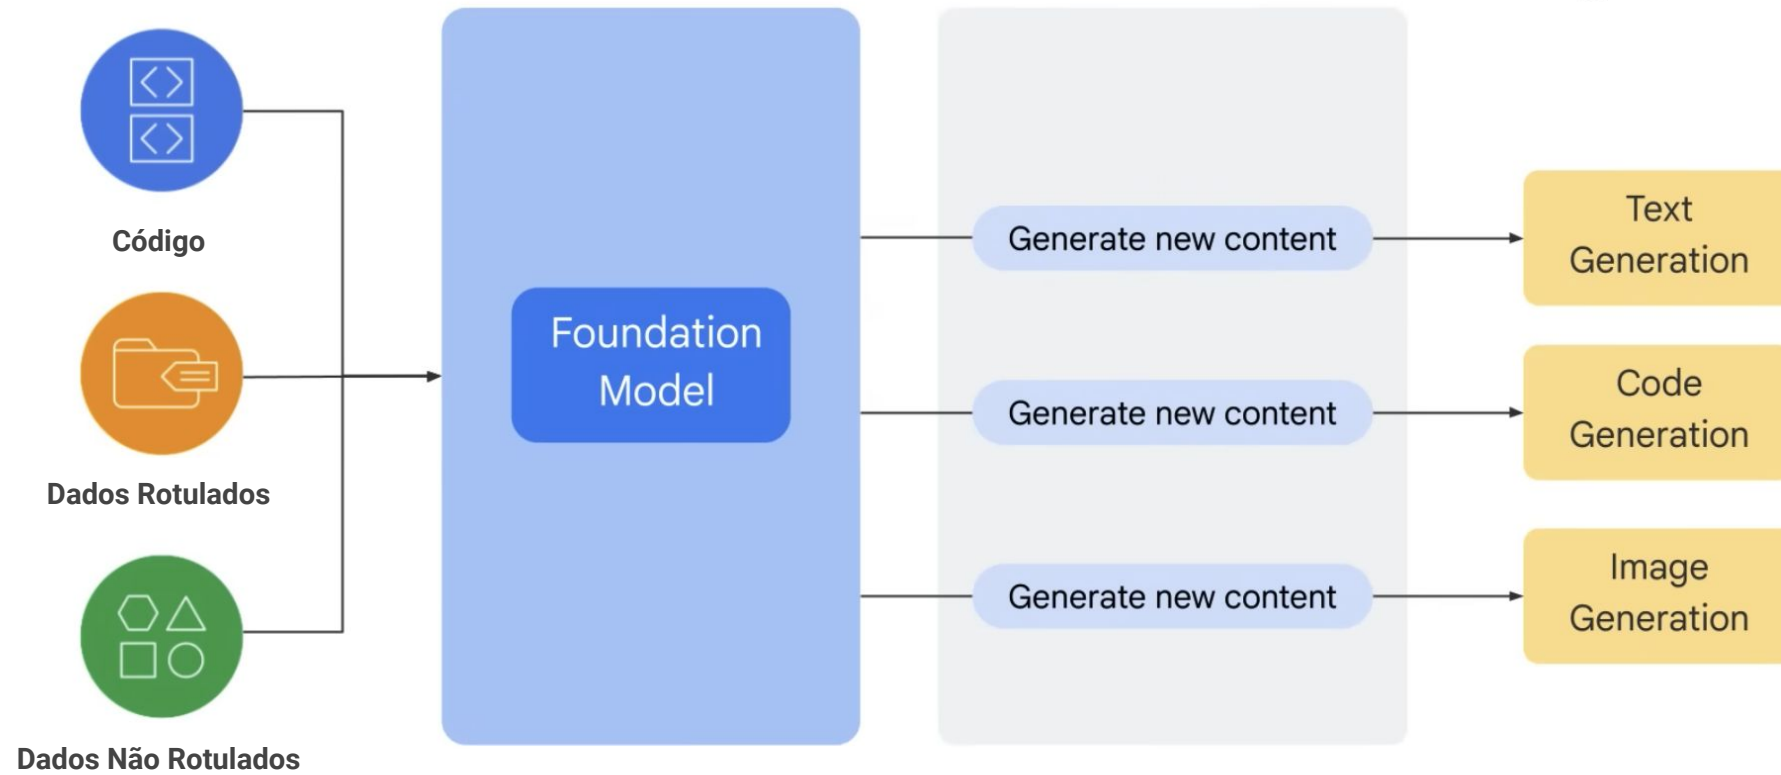 Código
Dados Rotulados
Dados Não Rotulados
Foundation
Model
Generate new content
Generate new content
Generate new content
Text
Generation
Code
Generation
Image
Generation